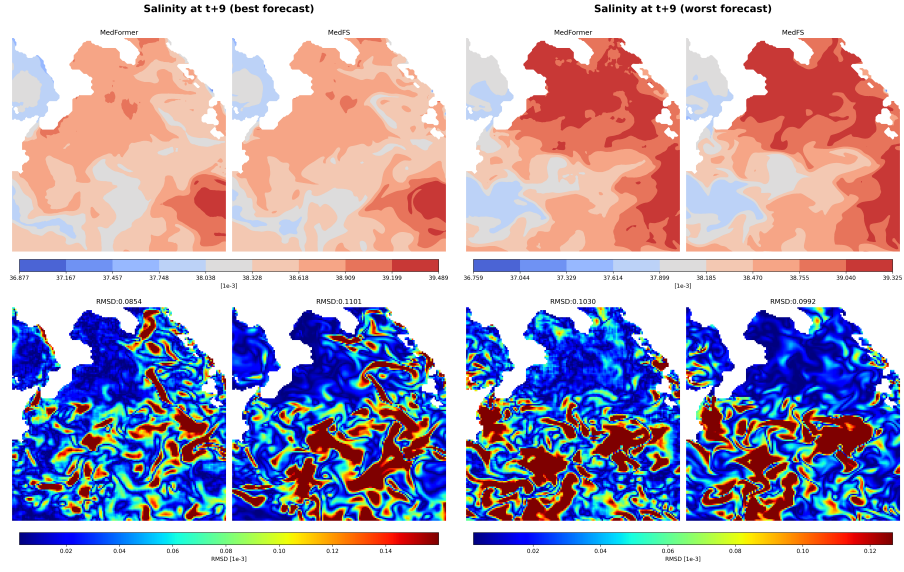 Salinity at t+9 (best forecast)
MedFormer
MedFS
36.877 37.167 37.457 37.748 38.038 38.328 38.618 38.909 39.199 39.489
[1e-3]
RMSD:0.0854
RMSD:0.1101
0.02 0.04 0.06 0.08 0.10 0.12 0.14
RMSD [1e-3]
Salinity at t+9 (worst forecast)
MedFormer
MedFS
36.759 37.044 37.329 37.614 37.899 38.185 38.470 38.755 39.040 39.325
[1e-3]
RMSD:0.1030
RMSD:0.0992
0.02 0.04 0.06 0.08 0.10 0.12
RMSD [1e-3]